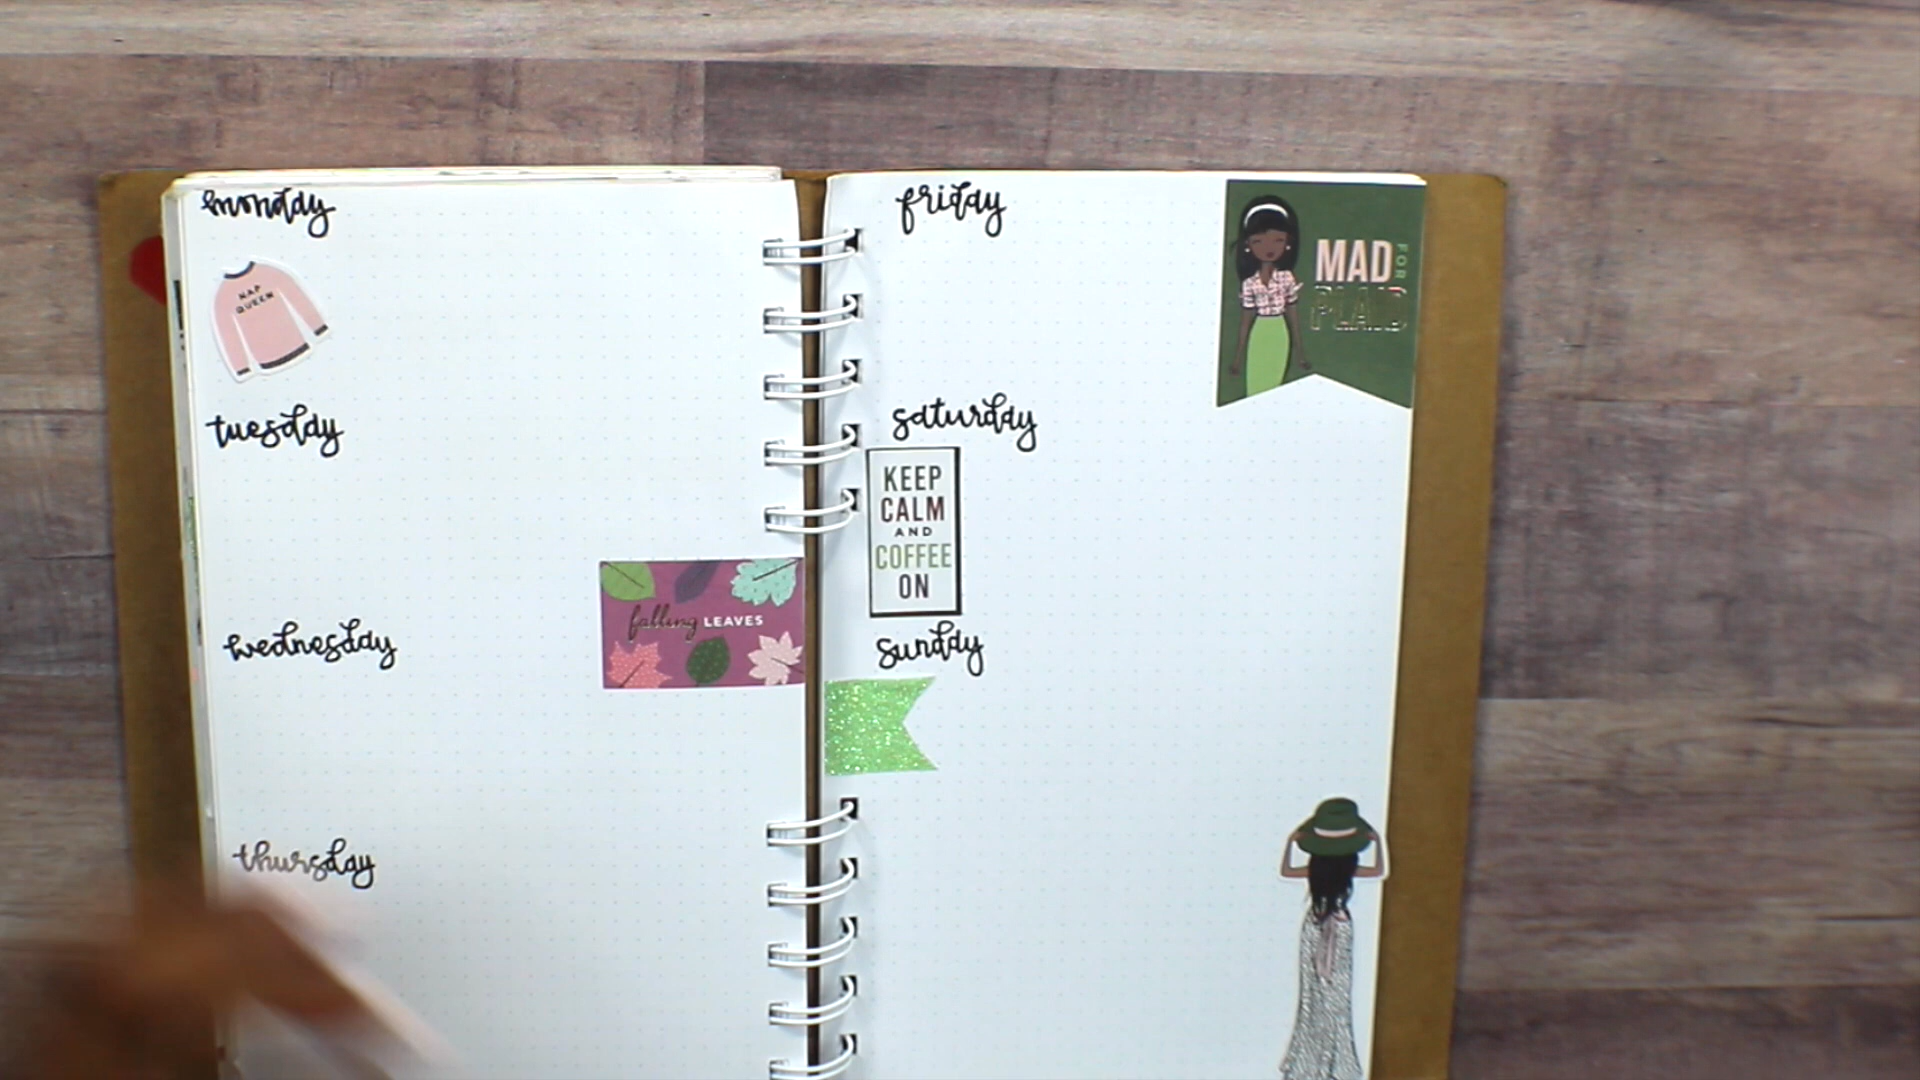 monday
NAP
QUEEN
tuesday
wednesday
falling LEAVES
thursday
friday
MAD FOR
PLAID
saturday
KEEP
CALM
AND
COFFEE
ON
sunday